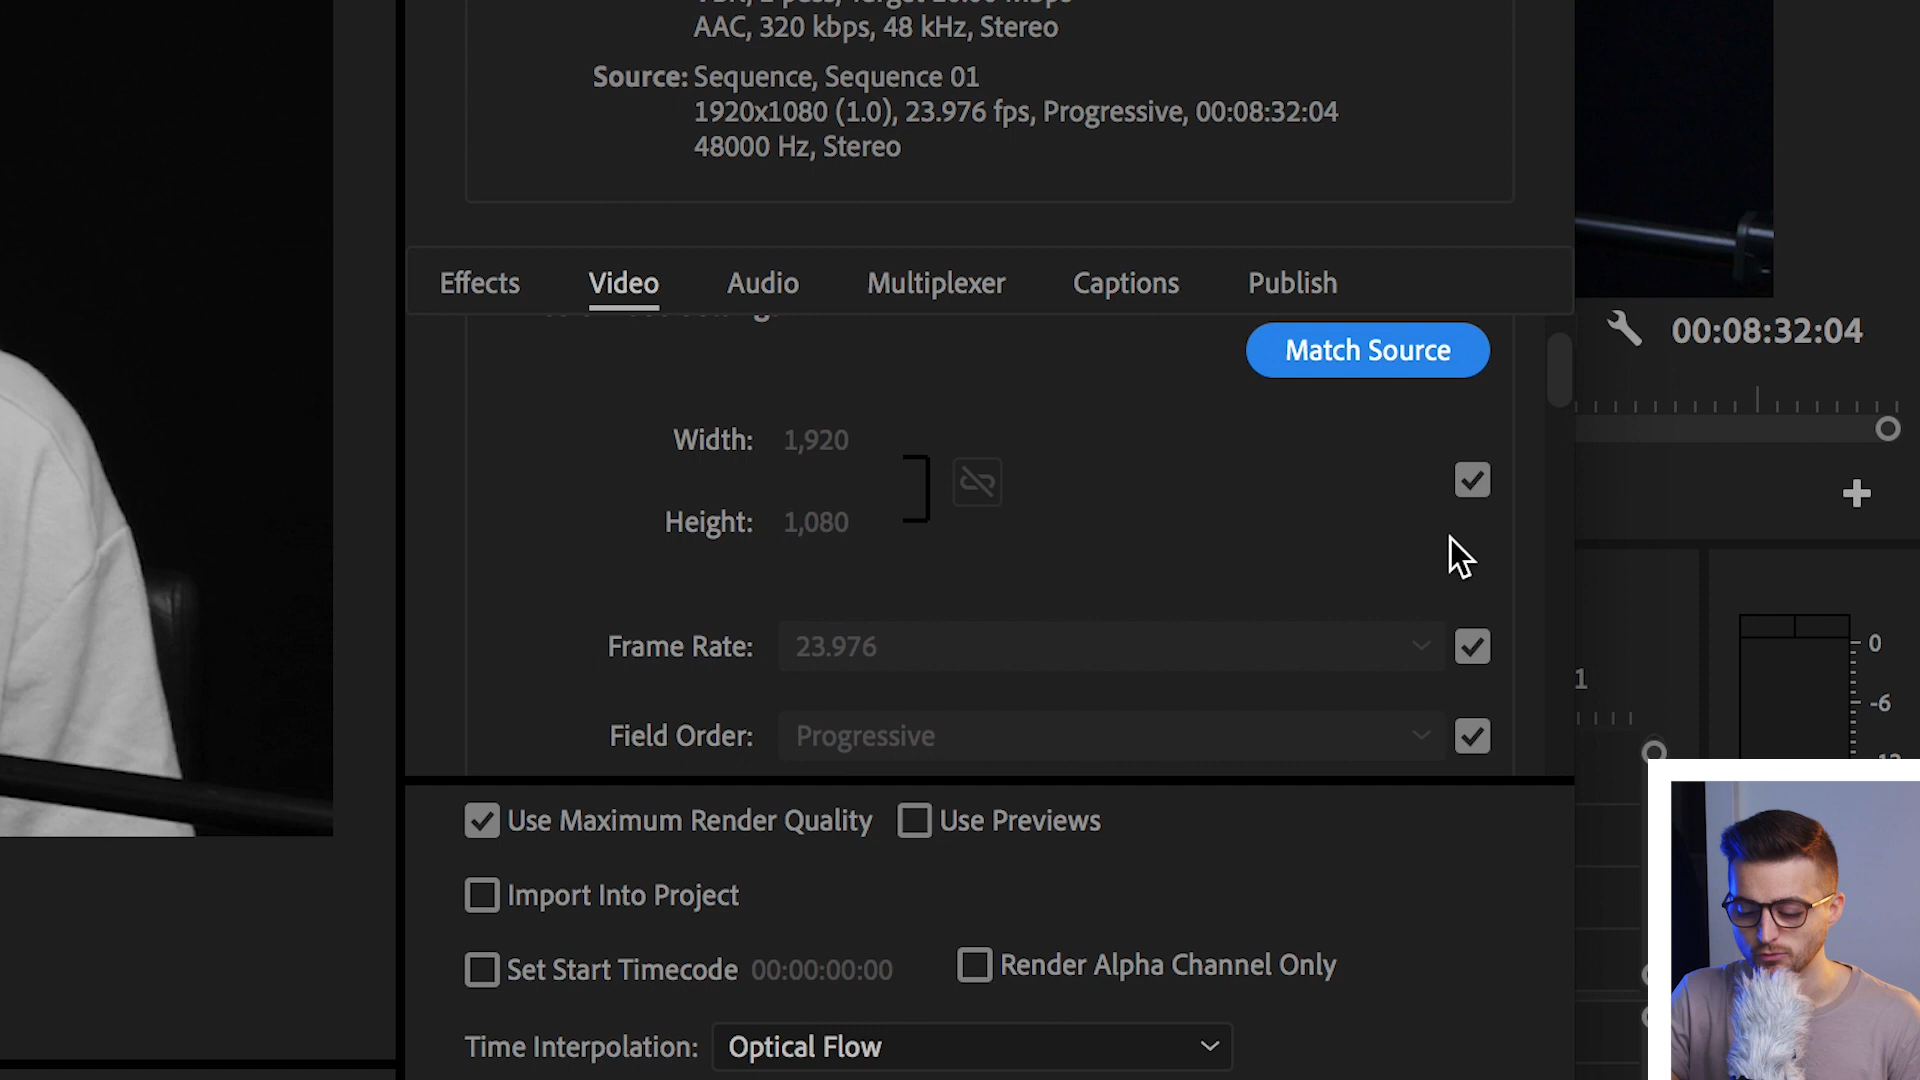 AAC, 320 kbps, 48 kHz, Stereo
Source: Sequence, Sequence 01
1920x1080 (1.0), 23.976 fps, Progressive, 00:08:32:04
48000 Hz, Stereo
Effects Video Audio Multiplexer Captions Publish
Match Source
00:08:32:04
Width: 1,920
Height: 1,080
Frame Rate: 23.976
Field Order: Progressive
1
0
-6
Use Maximum Render Quality Use Previews
Import Into Project
Set Start Timecode 00:00:00:00 Render Alpha Channel Only
Time Interpolation: Optical Flow